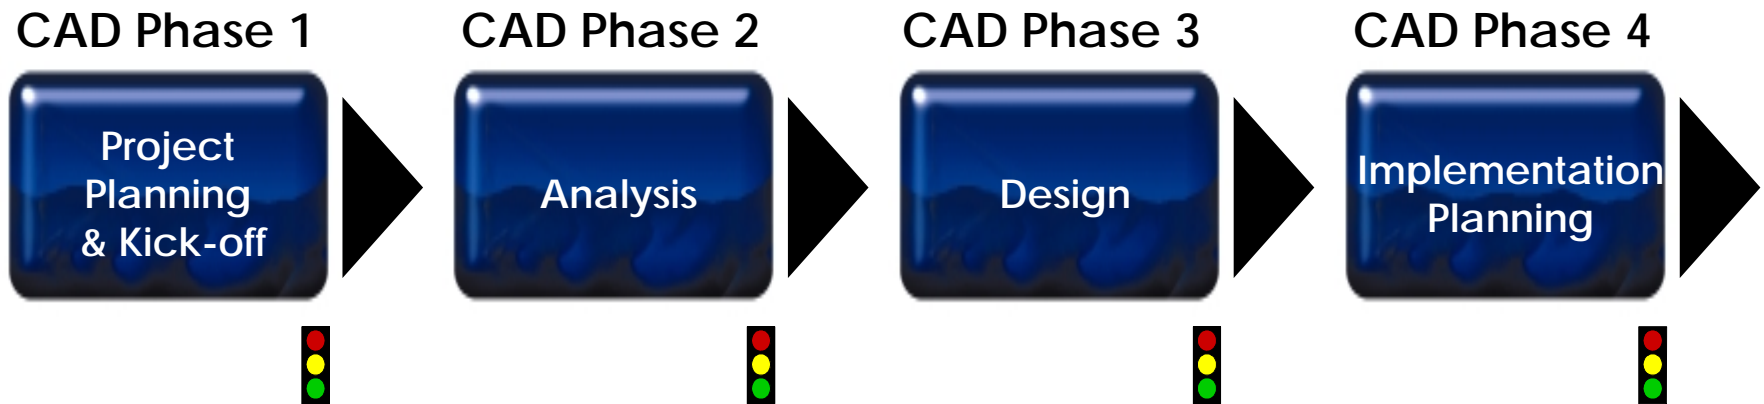 CAD Phase 1
Project
Planning
& Kick-off
CAD Phase 2
Analysis
CAD Phase 3
Design
CAD Phase 4
Implementation
Planning